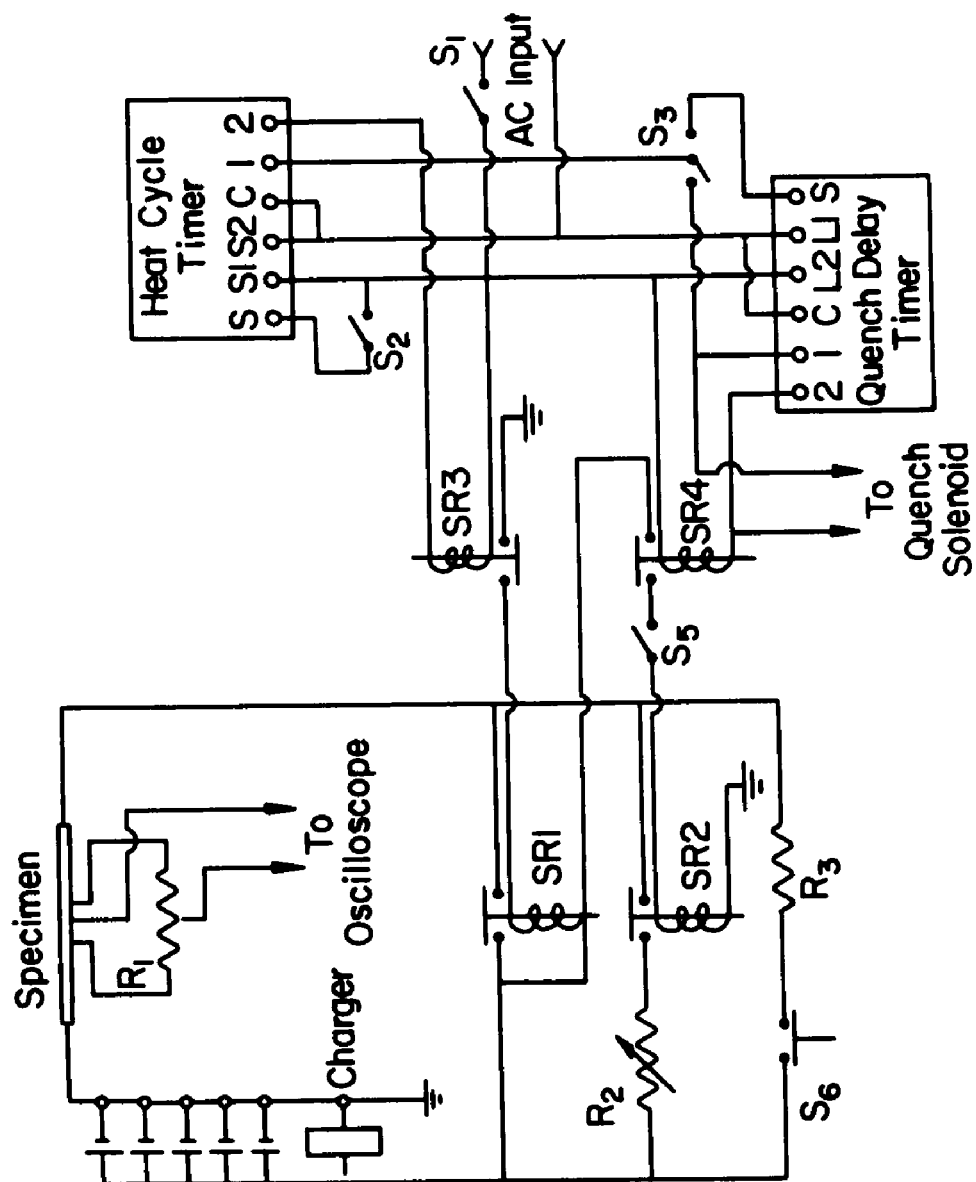 Heat Cycle
Timer
S S1 S2 C 1 2
S1
AC Input
S2
S3
SR3
Specimen
R1
To
Oscilloscope
Charger
S5
SR4
2 1 C L2 L1 S
Quench Delay
Timer
To
Quench
Solenoid
SR1
SR2
R2
R3
S6